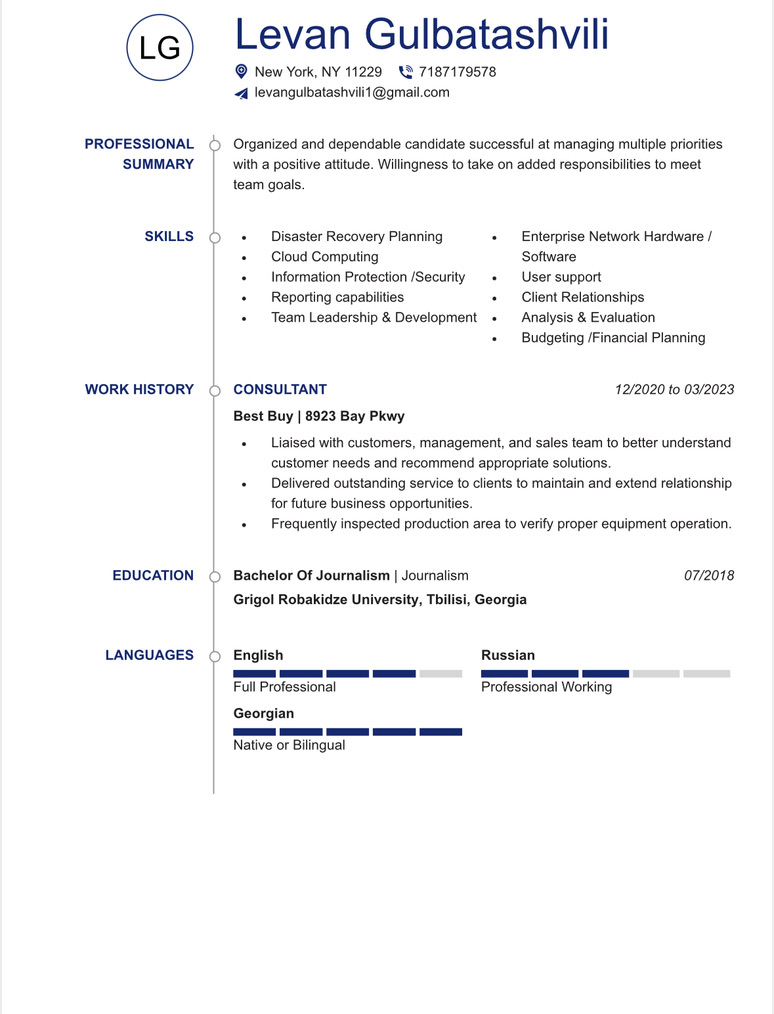 LG
Levan Gulbatashvili
New York, NY 11229 7187179578
levangulbatashvili1@gmail.com
PROFESSIONAL SUMMARY
Organized and dependable candidate successful at managing multiple priorities
with a positive attitude. Willingness to take on added responsibilities to meet
team goals.
SKILLS
• Disaster Recovery Planning
• Cloud Computing
• Information Protection /Security
• Reporting capabilities
• Team Leadership & Development
• Enterprise Network Hardware /
Software
• User support
• Client Relationships
• Analysis & Evaluation
• Budgeting /Financial Planning
WORK HISTORY
CONSULTANT 12/2020 to 03/2023
Best Buy | 8923 Bay Pkwy
• Liaised with customers, management, and sales team to better understand
customer needs and recommend appropriate solutions.
• Delivered outstanding service to clients to maintain and extend relationship
for future business opportunities.
• Frequently inspected production area to verify proper equipment operation.
EDUCATION
Bachelor Of Journalism | Journalism 07/2018
Grigol Robakidze University, Tbilisi, Georgia
LANGUAGES
English
Full Professional
Russian
Professional Working
Georgian
Native or Bilingual